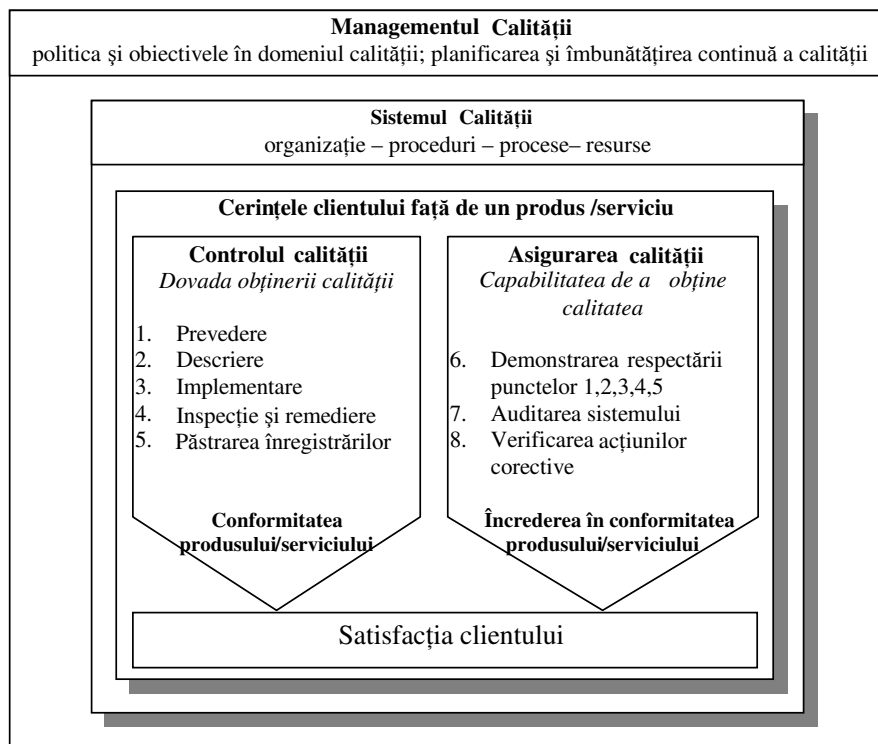 Managementul Calității
politica şi obiectivele în domeniul calității; planificarea şi îmbunătățirea continuă a calității
Sistemul Calității
organizație – proceduri – procese– resurse
Cerințele clientului față de un produs /serviciu
Controlul calității
Dovada obținerii calității
1. Prevedere
2. Descriere
3. Implementare
4. Inspecție şi remediere
5. Păstrarea înregistrărilor
Conformitatea
produsului/serviciului
Asigurarea calității
Capabilitatea de a obține
calitatea
6. Demonstrarea respectării
punctelor 1,2,3,4,5
7. Auditarea sistemului
8. Verificarea acțiunilor
corective
Încrederea în conformitatea
produsului/serviciului
Satisfacția clientului